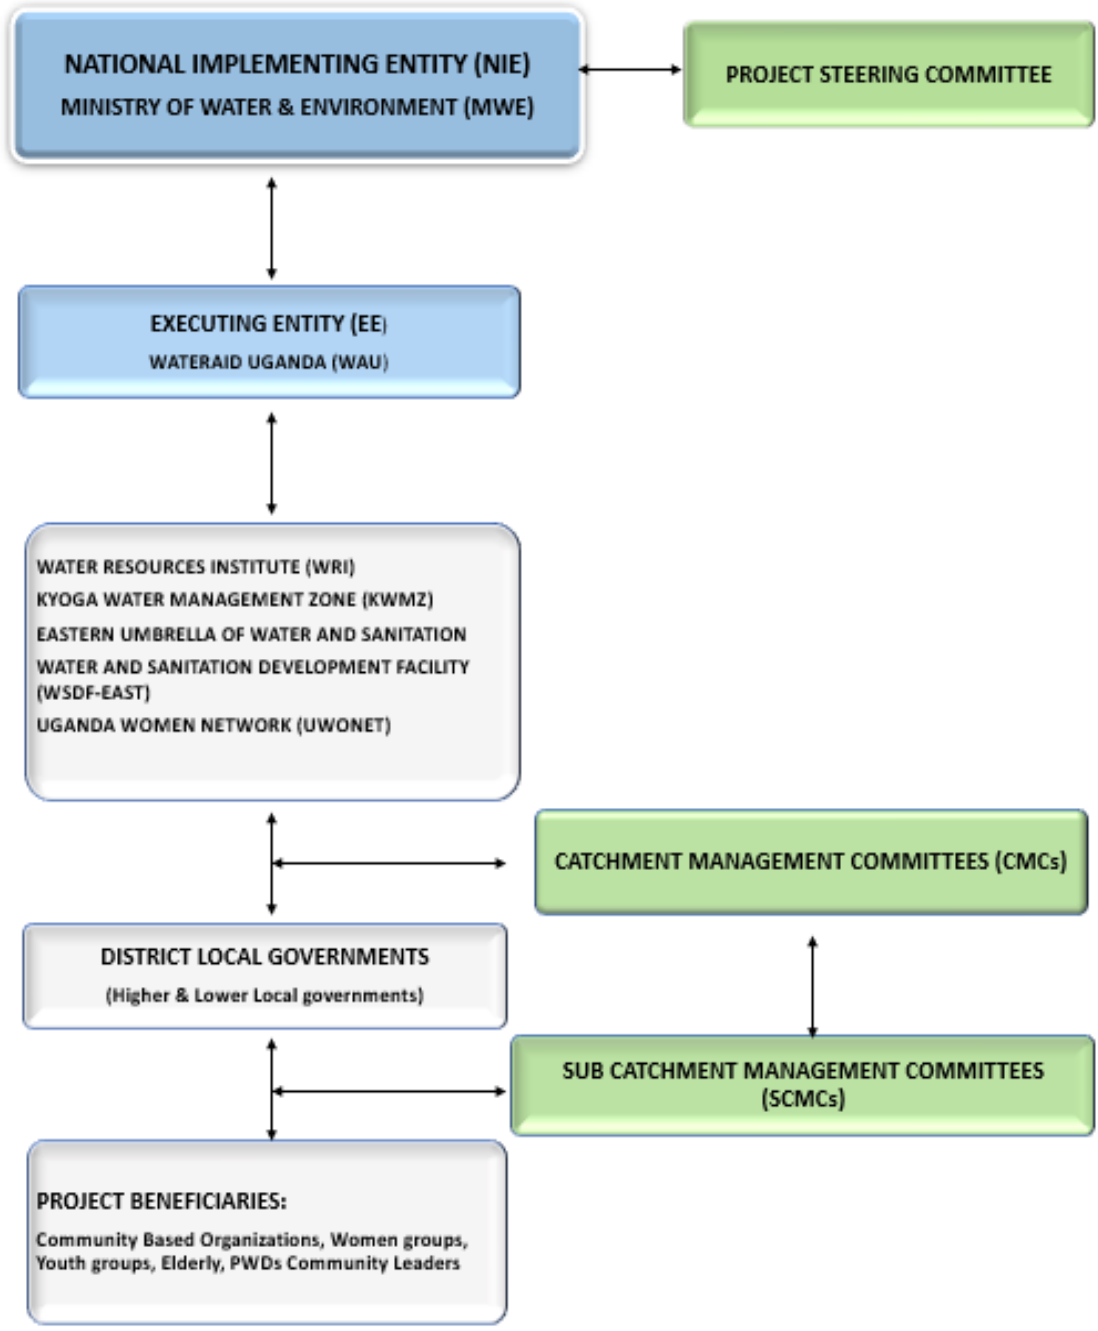 NATIONAL IMPLEMENTING ENTITY (NIE)
MINISTRY OF WATER & ENVIRONMENT (MWE)
PROJECT STEERING COMMITTEE
EXECUTING ENTITY (EE)
WATERAID UGANDA (WAU)
WATER RESOURCES INSTITUTE (WRI)
KYOGA WATER MANAGEMENT ZONE (KWMZ)
EASTERN UMBRELLA OF WATER AND SANITATION
WATER AND SANITATION DEVELOPMENT FACILITY
(WSDF-EAST)
UGANDA WOMEN NETWORK (UWONET)
CATCHMENT MANAGEMENT COMMITTEES (CMCs)
DISTRICT LOCAL GOVERNMENTS
(Higher & Lower Local governments)
SUB CATCHMENT MANAGEMENT COMMITTEES
(SCMCs)
PROJECT BENEFICIARIES:
Community Based Organizations, Women groups,
Youth groups, Elderly, PWDs Community Leaders